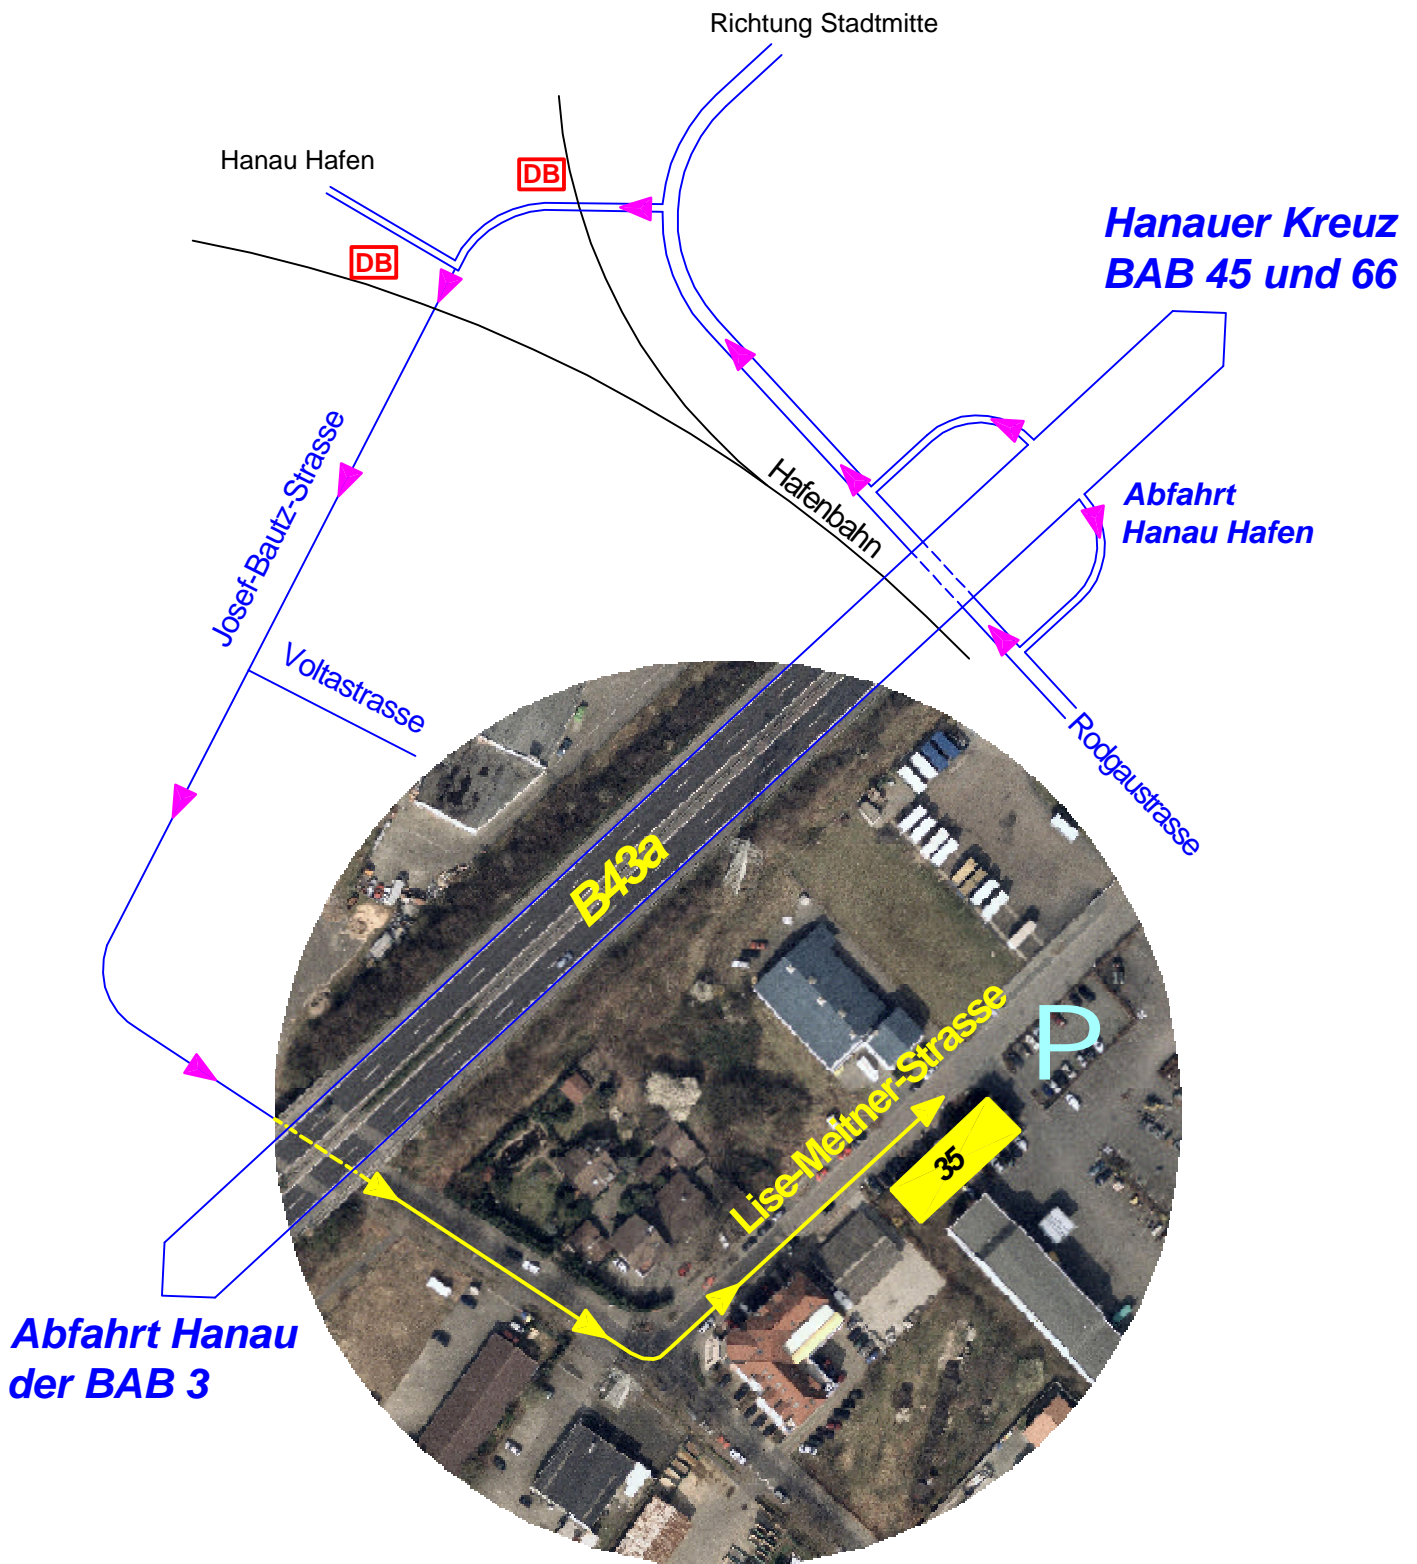 Richtung Stadtmitte
Hanau Hafen
DB
DB
Hanauer Kreuz
BAB 45 und 66
Abfahrt
Hanau Hafen
Hafenbahn
Josef-Bautz-Strasse
Voltastrasse
Rodgaustrasse
B43a
P
Lise-Meitner-Strasse
35
Abfahrt Hanau
der BAB 3